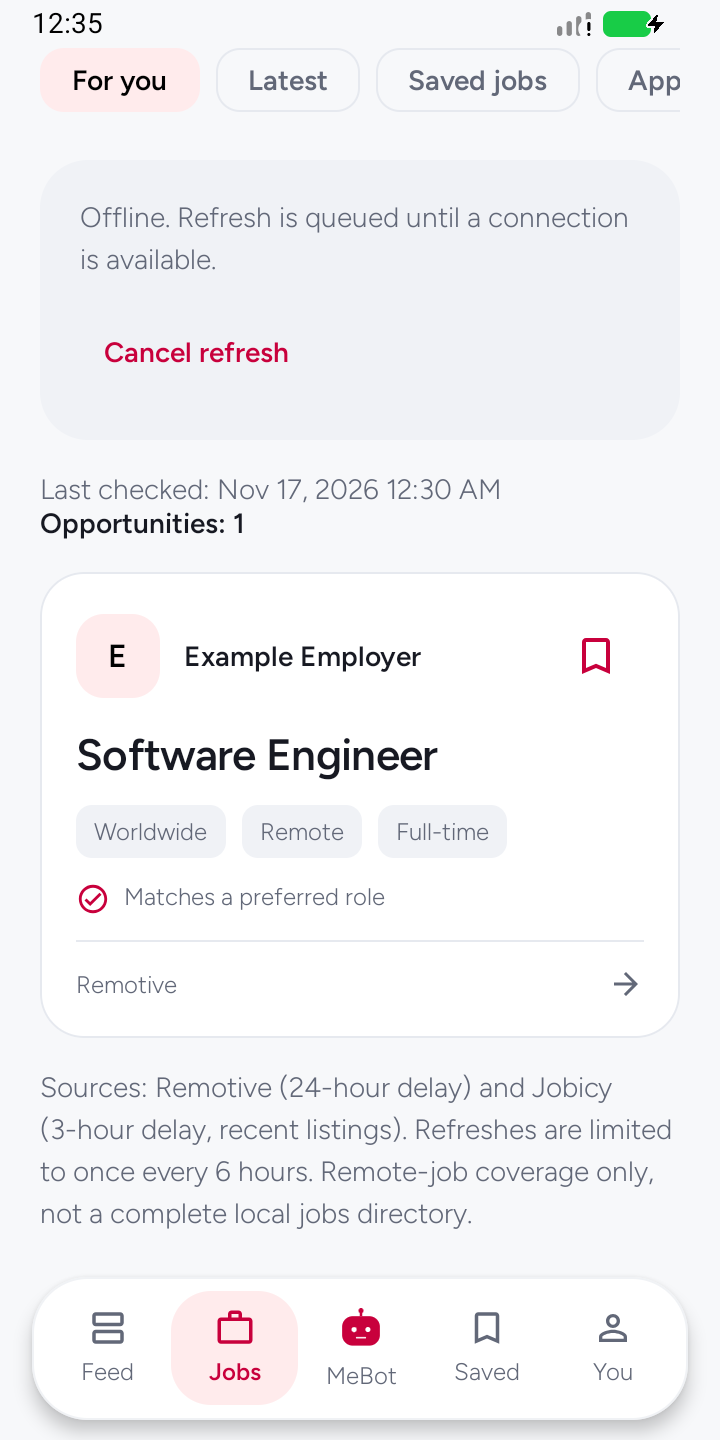 12:35
For you
Latest
Saved jobs
App
Offline. Refresh is queued until a connection
is available.
Cancel refresh
Last checked: Nov 17, 2026 12:30 AM
Opportunities: 1
E
Example Employer
Software Engineer
Worldwide
Remote
Full-time
Matches a preferred role
Remotive
Sources: Remotive (24-hour delay) and Jobicy
(3-hour delay, recent listings). Refreshes are limited
to once every 6 hours. Remote-job coverage only,
not a complete local jobs directory.
Feed
Jobs
MeBot
Saved
You